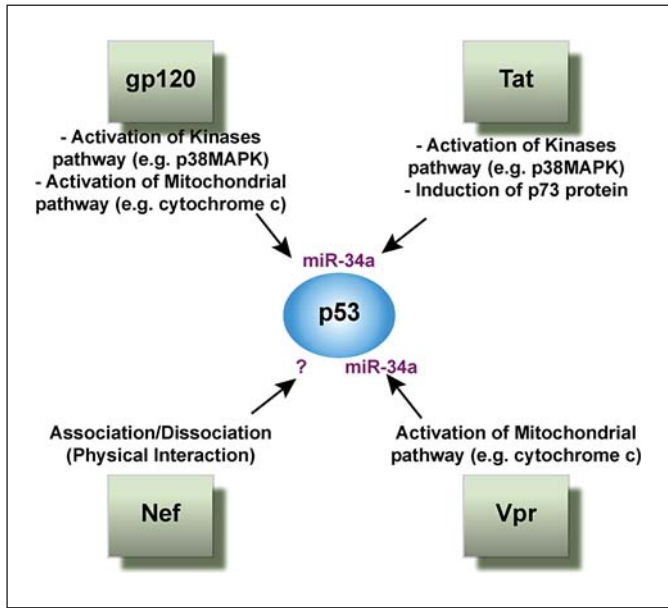 gp120
- Activation of Kinases
pathway (e.g. p38MAPK)
- Activation of Mitochondrial
pathway (e.g. cytochrome c)
Tat
- Activation of Kinases
pathway (e.g. p38MAPK)
- Induction of p73 protein
miR-34a
p53
?
miR-34a
Association/Dissociation
(Physical Interaction)
Nef
Activation of Mitochondrial
pathway (e.g. cytochrome c)
Vpr